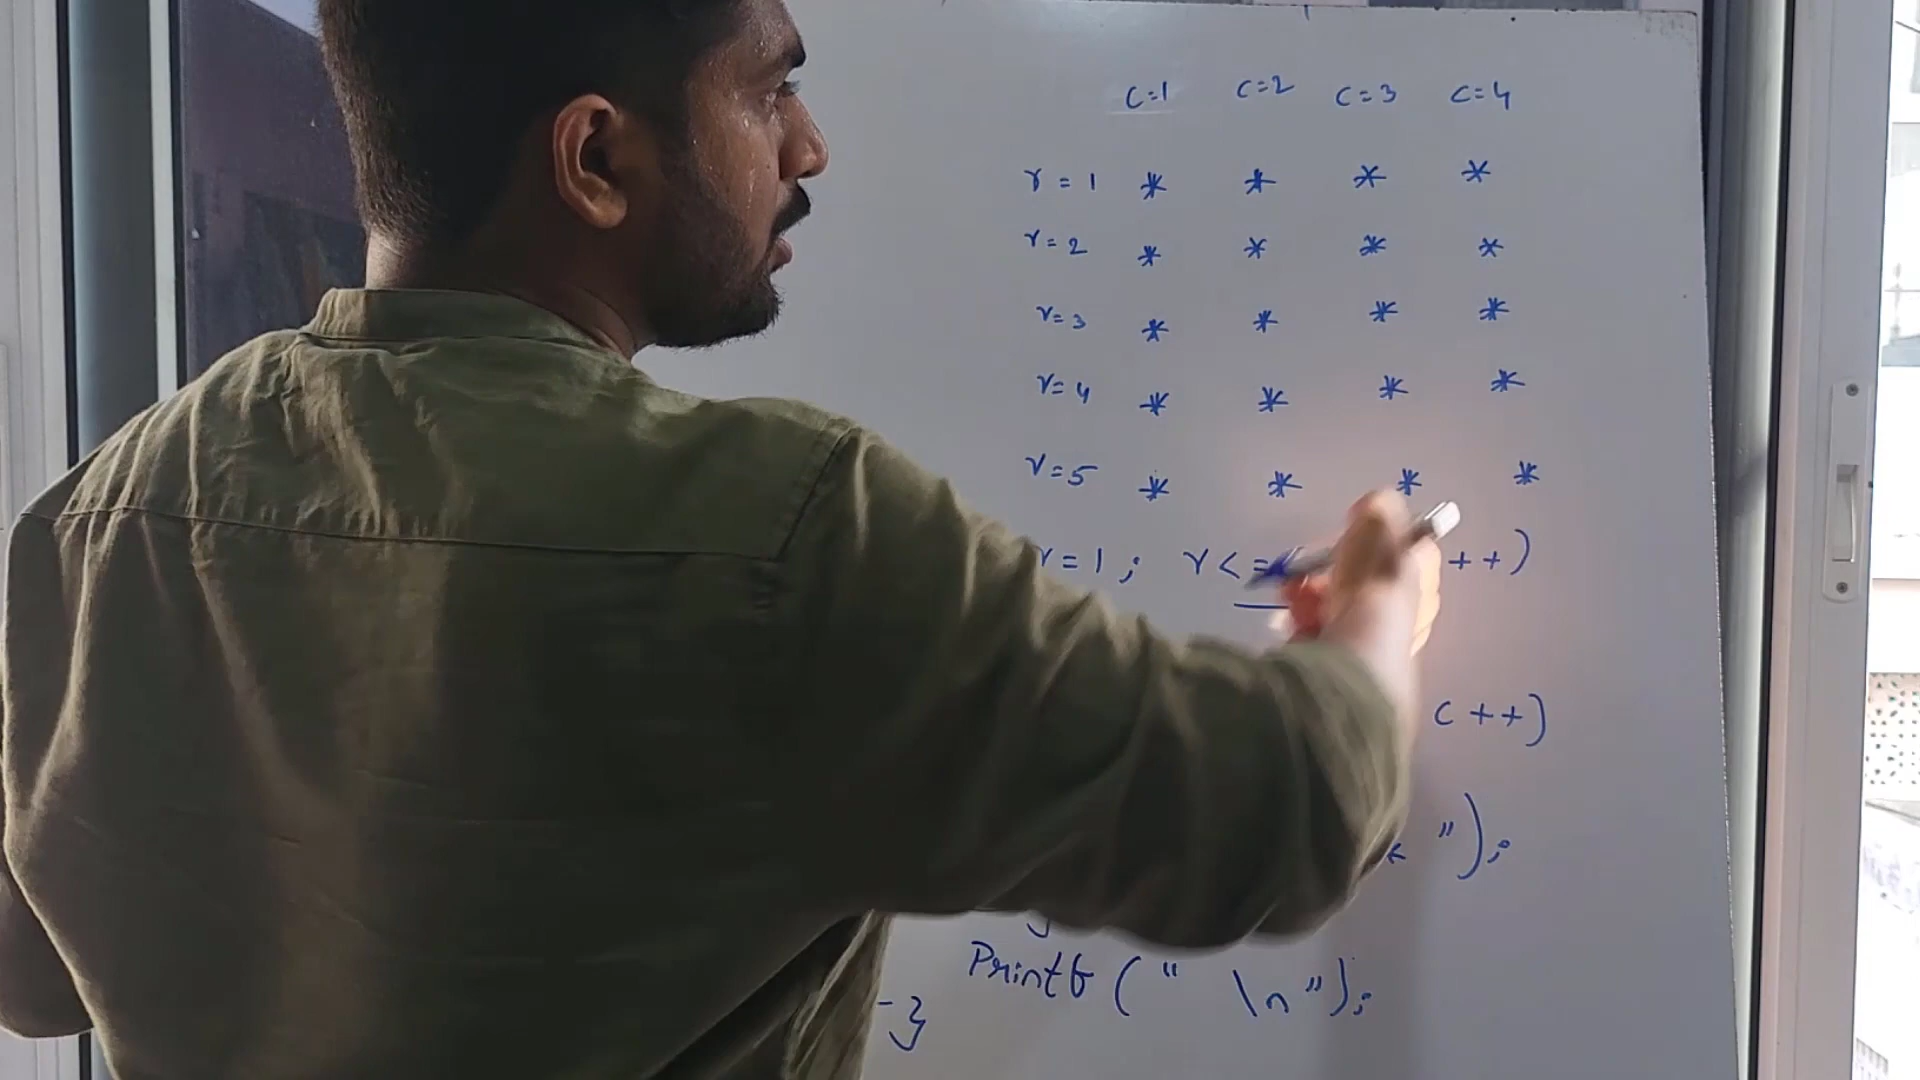 c=1 c=2 c=3 c=4
r = 1 * * * *
r= 2 * * * *
r= 3 * * * *
r= 4 * * * *
r=5 * * * *
r=1 ; r<= ++)
c ++)
* ");
}
Printf (" \n");
}